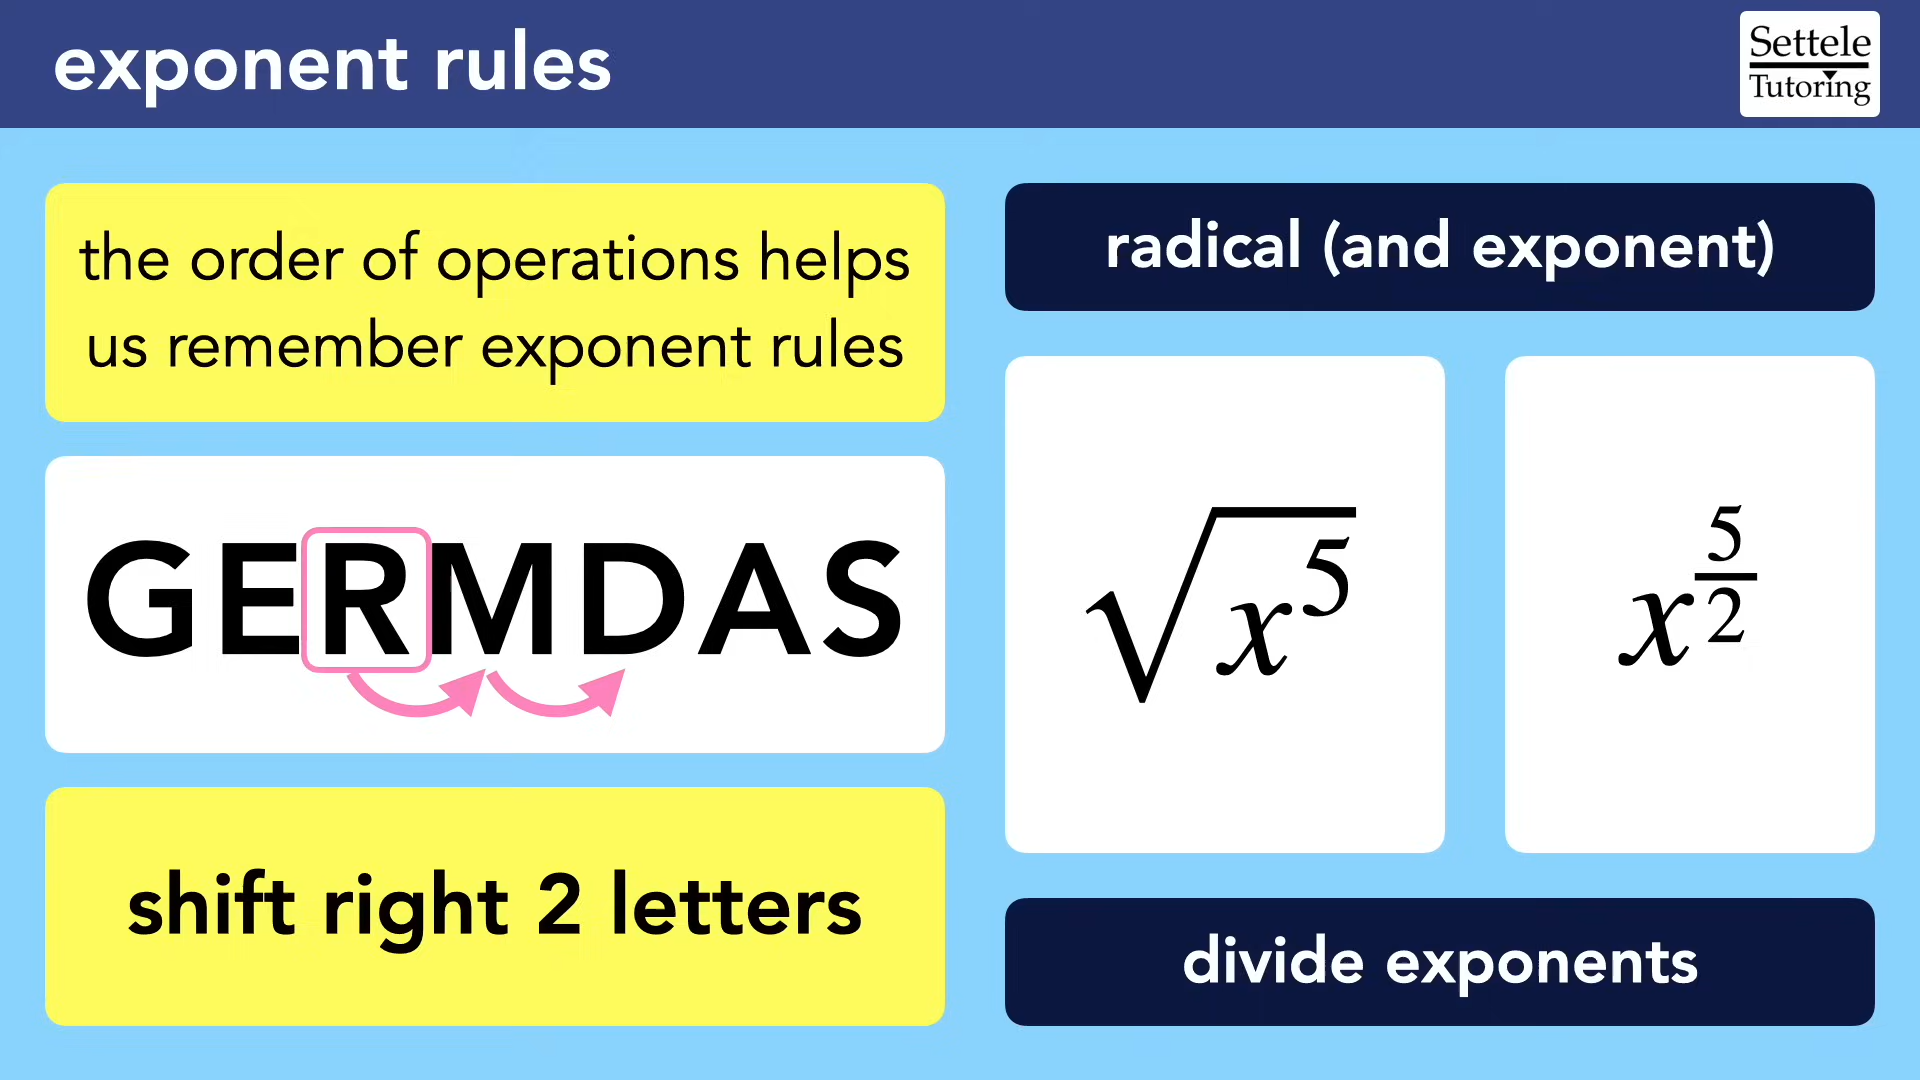 exponent rules
Settele
Tutoring
the order of operations helps
us remember exponent rules
GERMDAS
shift right 2 letters
radical (and exponent)
√x⁵
x^(5/2)
divide exponents